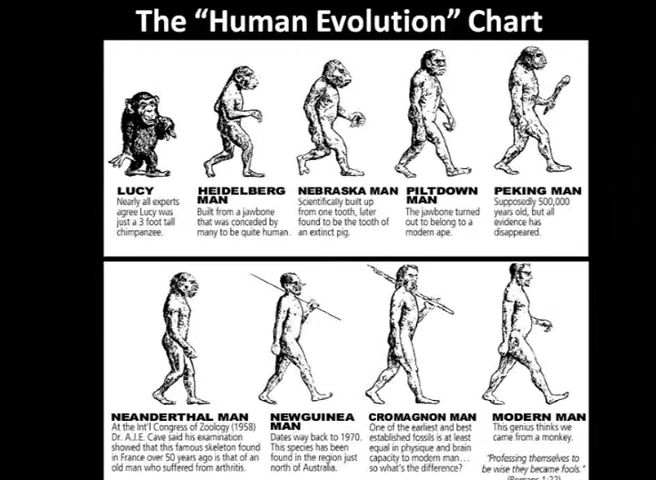 The “Human Evolution” Chart
LUCY
Nearly all experts
agree Lucy was
just a 3 foot tall
chimpanzee.
HEIDELBERG
MAN
Built from a jawbone
that was conceded by
many to be quite human.
NEBRASKA MAN
Scientifically built up
from one tooth, later
found to be the tooth of
an extinct pig.
PILTDOWN
MAN
The jawbone turned
out to belong to a
modern ape.
PEKING MAN
Supposedly 500,000
years old, but all
evidence has
disappeared.
NEANDERTHAL MAN
At the Int'l Congress of Zoology (1958)
Dr. A.J.E. Cave said his examination
showed that this famous skeleton found
in France over 50 years ago is that of an
old man who suffered from arthritis.
NEWGUINEA
MAN
Dates way back to 1970.
This species has been
found in the region just
north of Australia.
CROMAGNON MAN
One of the earliest and best
established fossils is at least
equal in physique and brain
capacity to modern man...
so what's the difference?
MODERN MAN
This genius thinks we
came from a monkey.
"Professing themselves to
be wise they became fools."
(Romans 1:22)